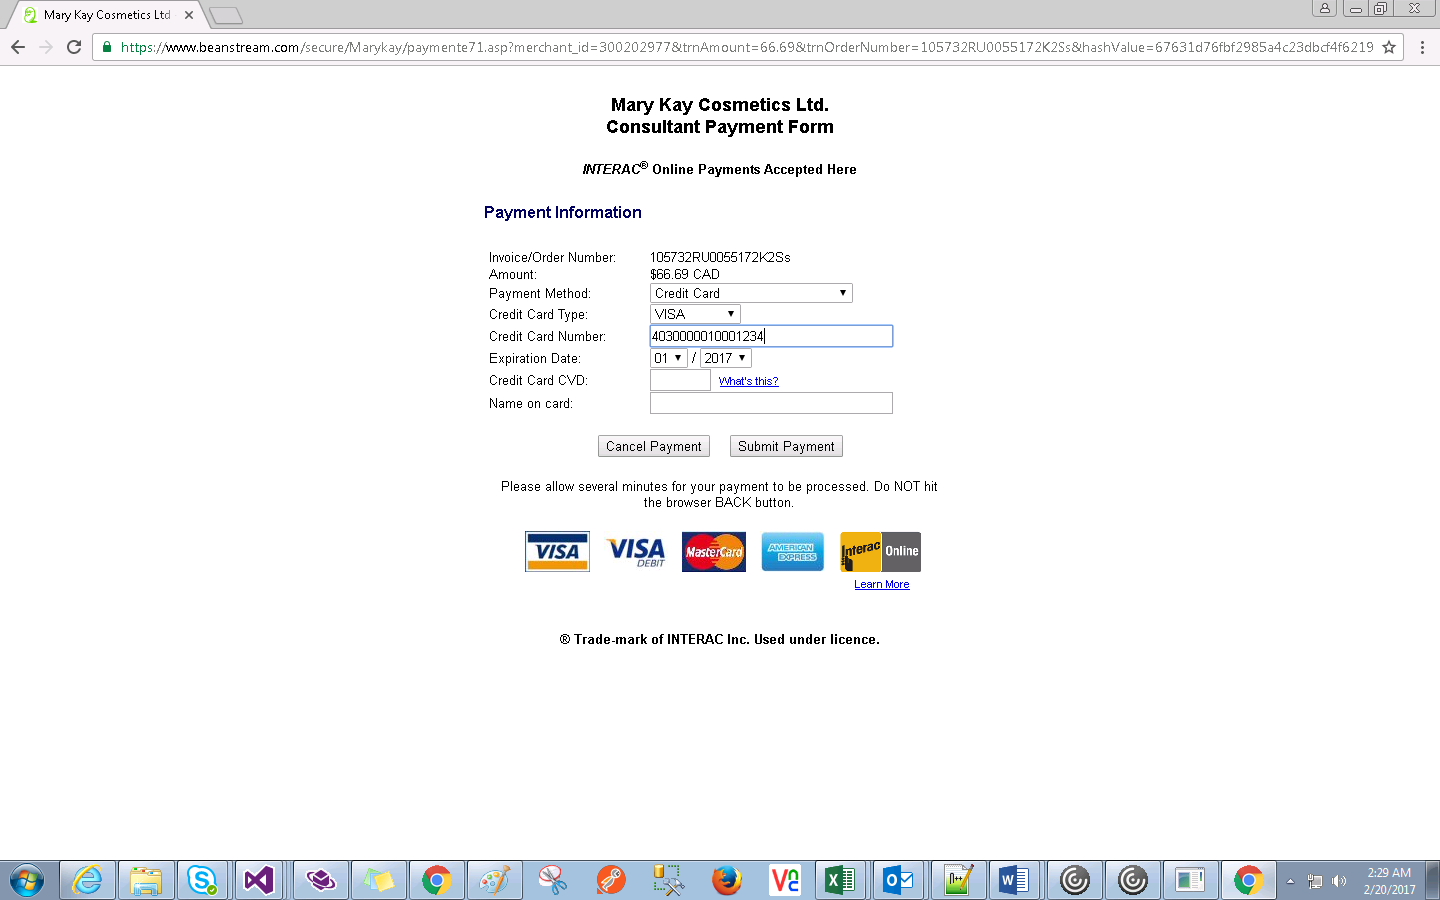 Mary Kay Cosmetics Ltd
https://www.beanstream.com/secure/Marykay/paymente71.asp?merchant_id=300202977&trnAmount=66.69&trnOrderNumber=105732RU0055172K2Ss&hashValue=67631d76fbf2985a4c23dbcf4f6219
Mary Kay Cosmetics Ltd.
Consultant Payment Form
INTERAC® Online Payments Accepted Here
Payment Information
Invoice/Order Number: 105732RU0055172K2Ss
Amount: $66.69 CAD
Payment Method: Credit Card
Credit Card Type: VISA
Credit Card Number: 4030000010001234
Expiration Date: 01 / 2017
Credit Card CVD: What's this?
Name on card:
Cancel Payment Submit Payment
Please allow several minutes for your payment to be processed. Do NOT hit
the browser BACK button.
VISA VISA DEBIT MasterCard AMERICAN EXPRESS Interac Online
Learn More
® Trade-mark of INTERAC Inc. Used under licence.
2:29 AM
2/20/2017